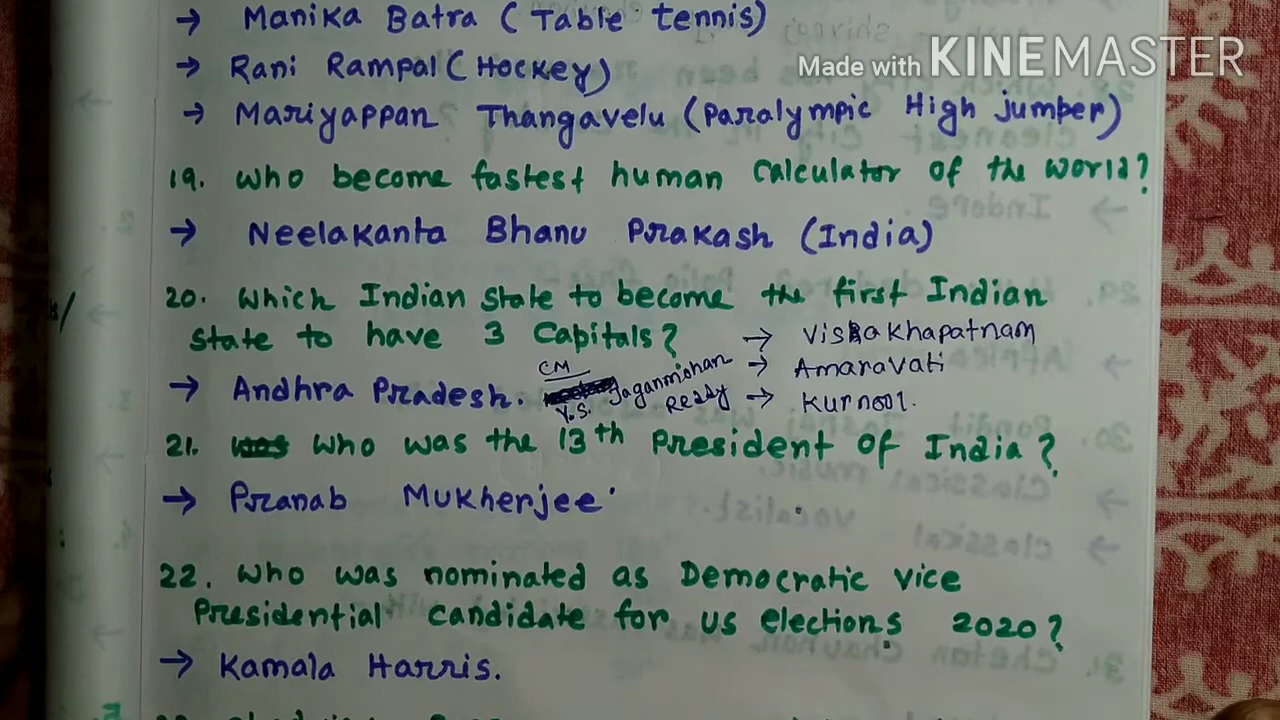 → Manika Batra (Table tennis)
Made with KINEMASTER
→ Rani Rampal (Hockey)
→ Mariyappan Thangavelu (Paralympic High jumper)
19. Who become fastest human calculator of the world?
→ Neelakanta Bhanu Prakash (India)
20. Which Indian state to become the first Indian
state to have 3 Capitals?
→ Visakhapatnam
→ Andhra Pradesh.
CM
Y.S. Jaganmohan
Reddy
→ Amaravati
→ Kurnool.
21. Who was the 13th President of India?
→ Pranab Mukherjee
22. Who was nominated as Democratic vice
Presidential candidate for US elections 2020?
→ Kamala Harris.